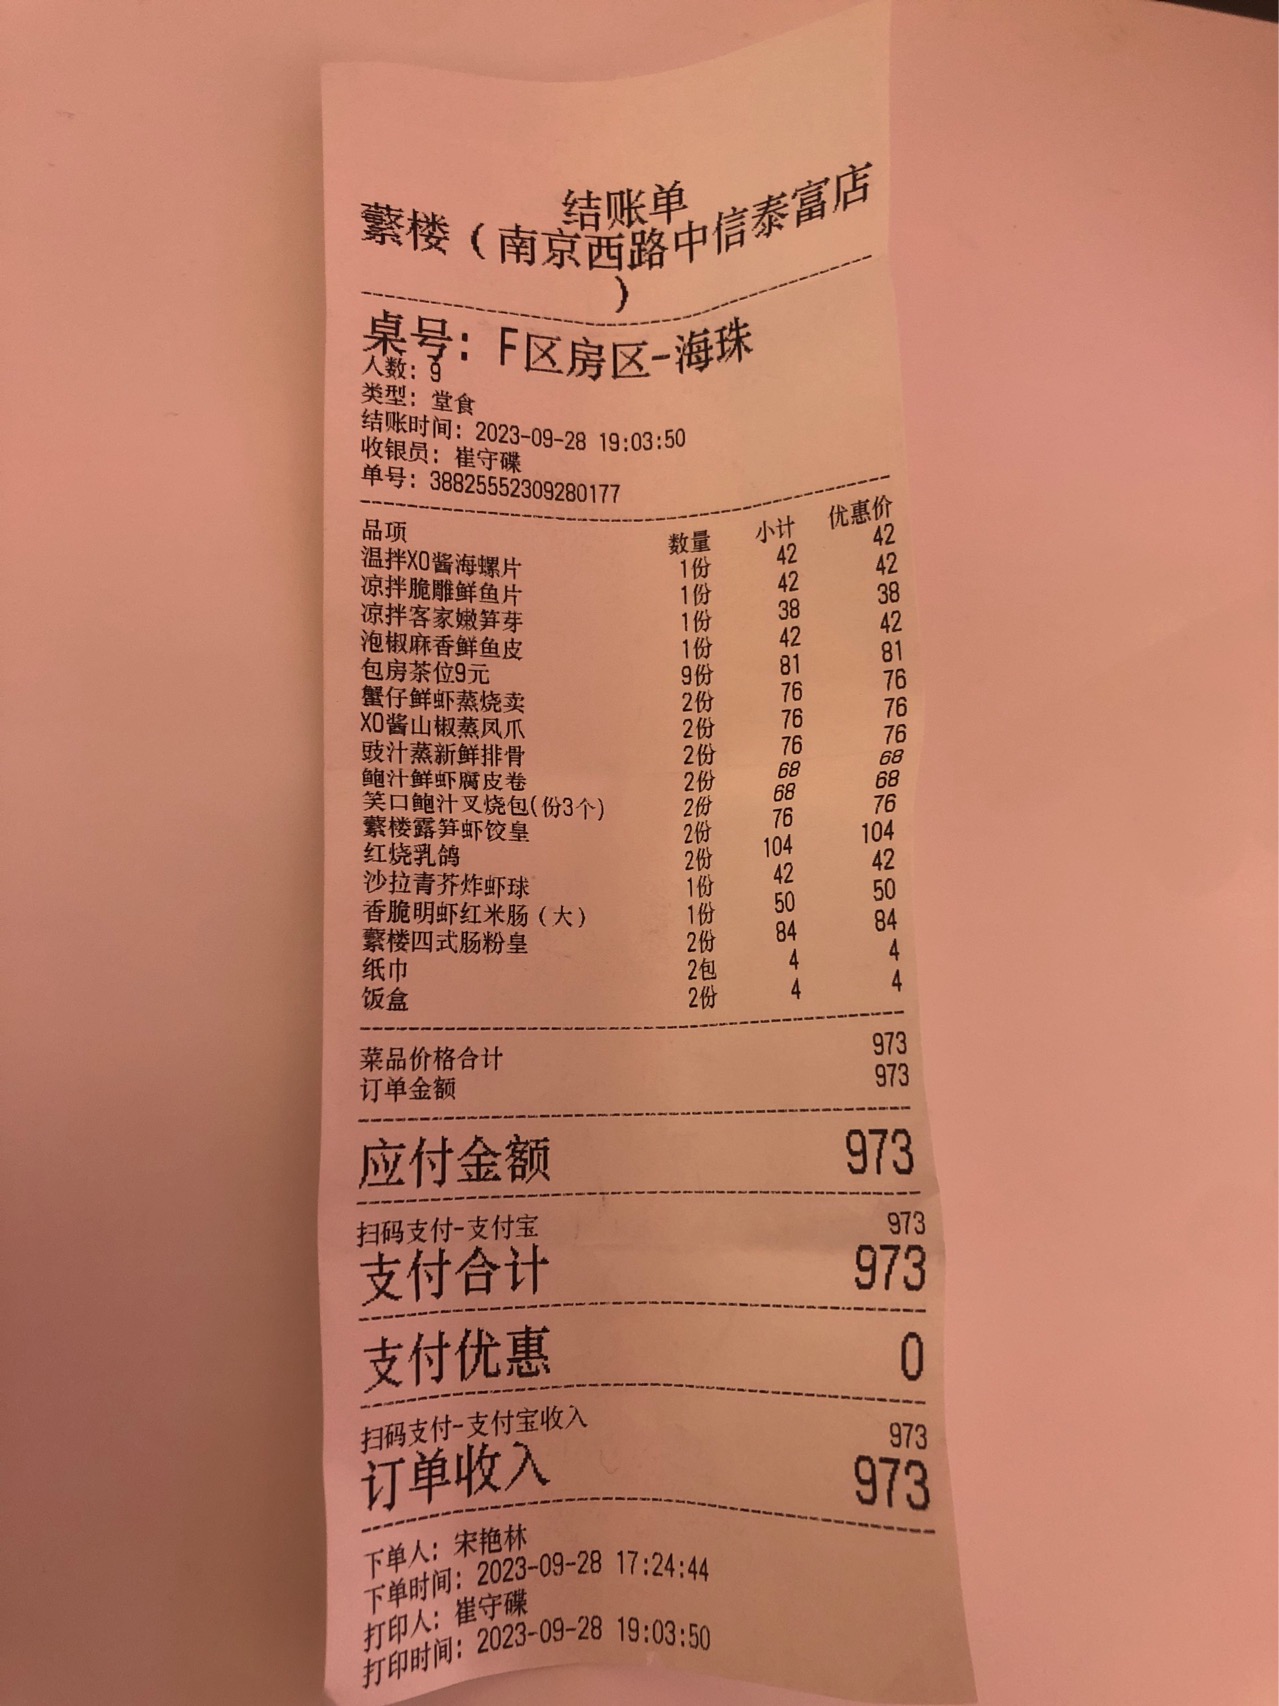 结账单
蘩楼（南京西路中信泰富店
）
桌号：F区房区-海珠
人数：9
类型：堂食
结账时间：2023-09-28 19:03:50
收银员：崔守碟
单号：38825552309280177
品项 数量 小计 优惠价
温拌XO酱海螺片 1份 42 42
凉拌脆雕鲜鱼片 1份 42 42
凉拌客家嫩笋芽 1份 38 38
泡椒麻香鲜鱼皮 1份 42 42
包房茶位9元 9份 81 81
蟹仔鲜虾蒸烧卖 2份 76 76
XO酱山椒蒸凤爪 2份 76 76
豉汁蒸新鲜排骨 2份 76 76
鲍汁鲜虾腐皮卷 2份 68 68
笑口鲍汁叉烧包(份3个) 2份 68 68
蘩楼露笋虾饺皇 2份 76 76
红烧乳鸽 2份 104 104
沙拉青芥炸虾球 1份 42 42
香脆明虾红米肠（大） 1份 50 50
蘩楼四式肠粉皇 2份 84 84
纸巾 2包 4 4
饭盒 2份 4 4
菜品价格合计 973
订单金额 973
应付金额 973
扫码支付-支付宝 973
支付合计 973
支付优惠 0
扫码支付-支付宝收入 973
订单收入 973
下单人：宋艳林
下单时间：2023-09-28 17:24:44
打印人：崔守碟
打印时间：2023-09-28 19:03:50